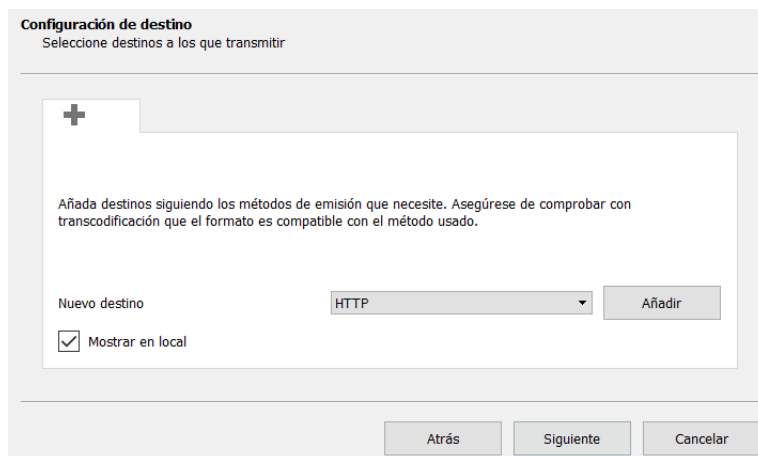 Configuración de destino
Seleccione destinos a los que transmitir
Añada destinos siguiendo los métodos de emisión que necesite. Asegúrese de comprobar con
transcodificación que el formato es compatible con el método usado.
Nuevo destino HTTP Añadir
Mostrar en local
Atrás Siguiente Cancelar